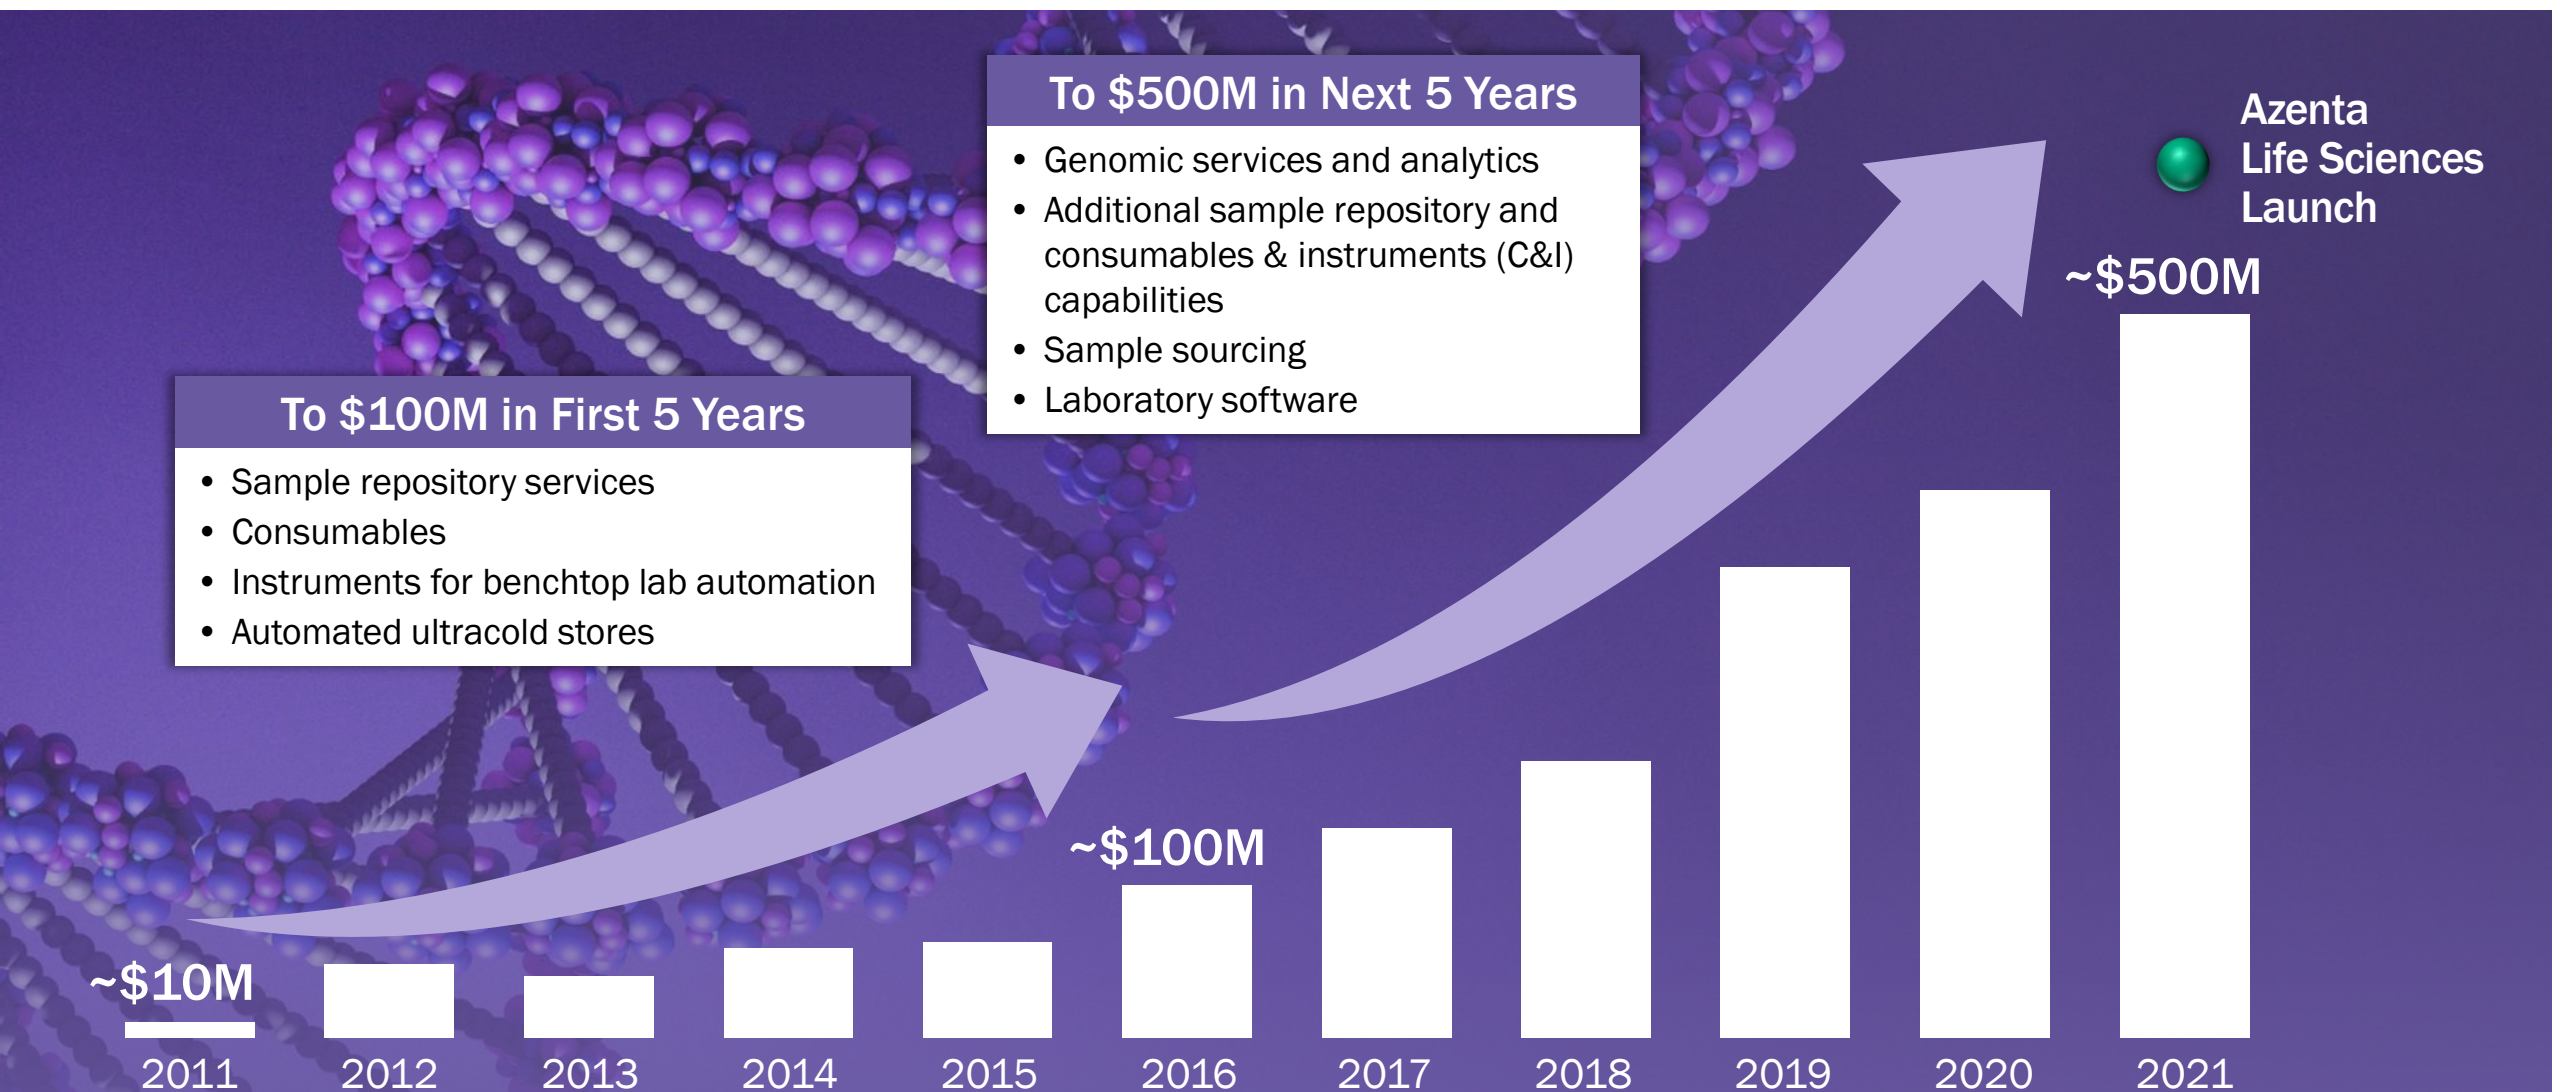 To $500M in Next 5 Years
• Genomic services and analytics
• Additional sample repository and
consumables & instruments (C&I)
capabilities
• Sample sourcing
• Laboratory software
Azenta
Life Sciences
Launch
~$500M
To $100M in First 5 Years
• Sample repository services
• Consumables
• Instruments for benchtop lab automation
• Automated ultracold stores
~$100M
~$10M
2011 2012 2013 2014 2015 2016 2017 2018 2019 2020 2021